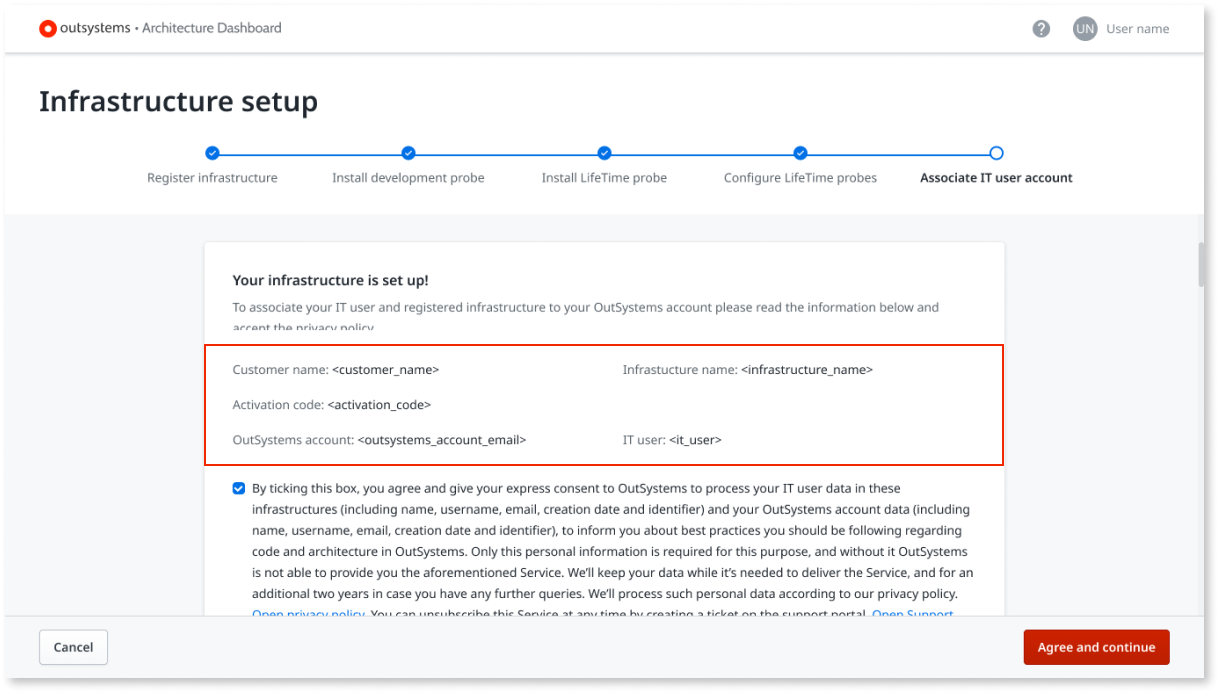 outsystems • Architecture Dashboard
? UN User name
Infrastructure setup
Register infrastructure
Install development probe
Install LifeTime probe
Configure LifeTime probes
Associate IT user account
Your infrastructure is set up!
To associate your IT user and registered infrastructure to your OutSystems account please read the information below and
accept the privacy policy
Customer name: <customer_name>
Infrastucture name: <infrastructure_name>
Activation code: <activation_code>
OutSystems account: <outsystems_account_email>
IT user: <it_user>
By ticking this box, you agree and give your express consent to OutSystems to process your IT user data in these
infrastructures (including name, username, email, creation date and identifier) and your OutSystems account data (including
name, username, email, creation date and identifier), to inform you about best practices you should be following regarding
code and architecture in OutSystems. Only this personal information is required for this purpose, and without it OutSystems
is not able to provide you the aforementioned Service. We'll keep your data while it's needed to deliver the Service, and for an
additional two years in case you have any further queries. We'll process such personal data according to our privacy policy.
Open privacy policy. You can unsubscribe this Service at any time by creating a ticket on the support portal. Open Support
Cancel
Agree and continue